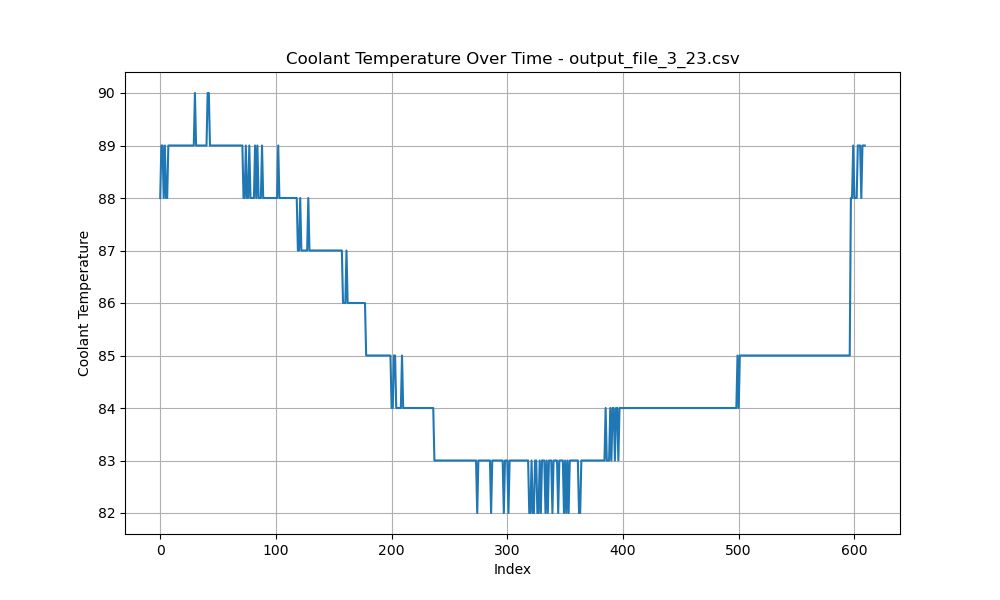 Coolant Temperature Over Time - output_file_3_23.csv
90
89
88
87
86
85
84
83
82
Coolant Temperature
0 100 200 300 400 500 600
Index